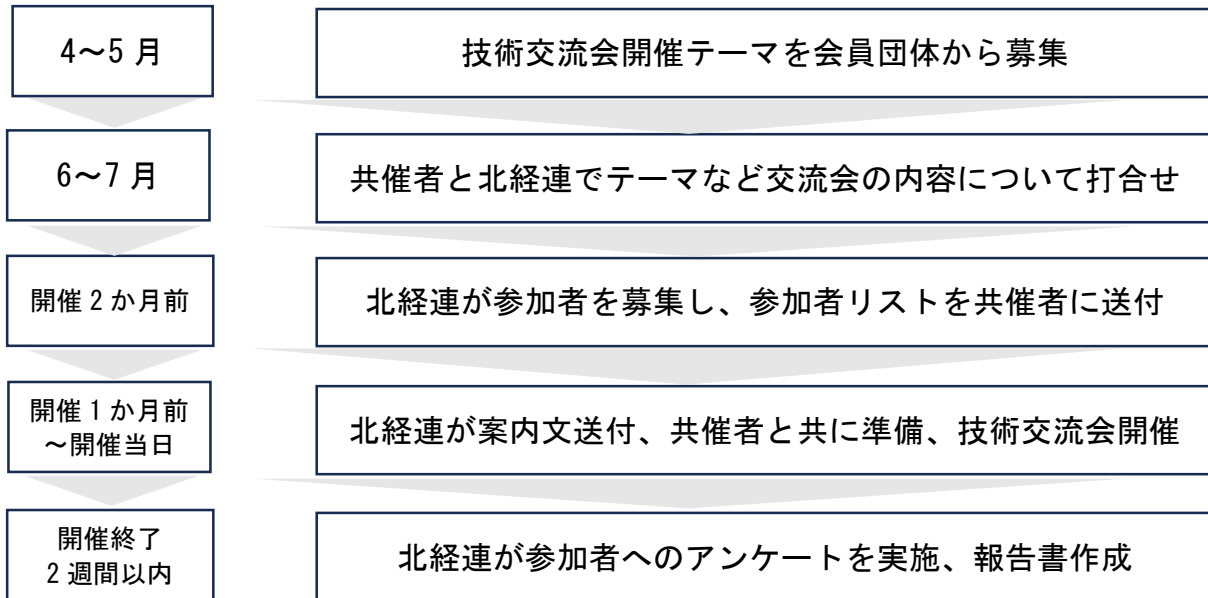 4～5 月
技術交流会開催テーマを会員団体から募集
6～7 月
共催者と北経連でテーマなど交流会の内容について打合せ
開催 2 か月前
北経連が参加者を募集し、参加者リストを共催者に送付
開催 1 か月前
～開催当日
北経連が案内文送付、共催者と共に準備、技術交流会開催
開催終了
2 週間以内
北経連が参加者へのアンケートを実施、報告書作成